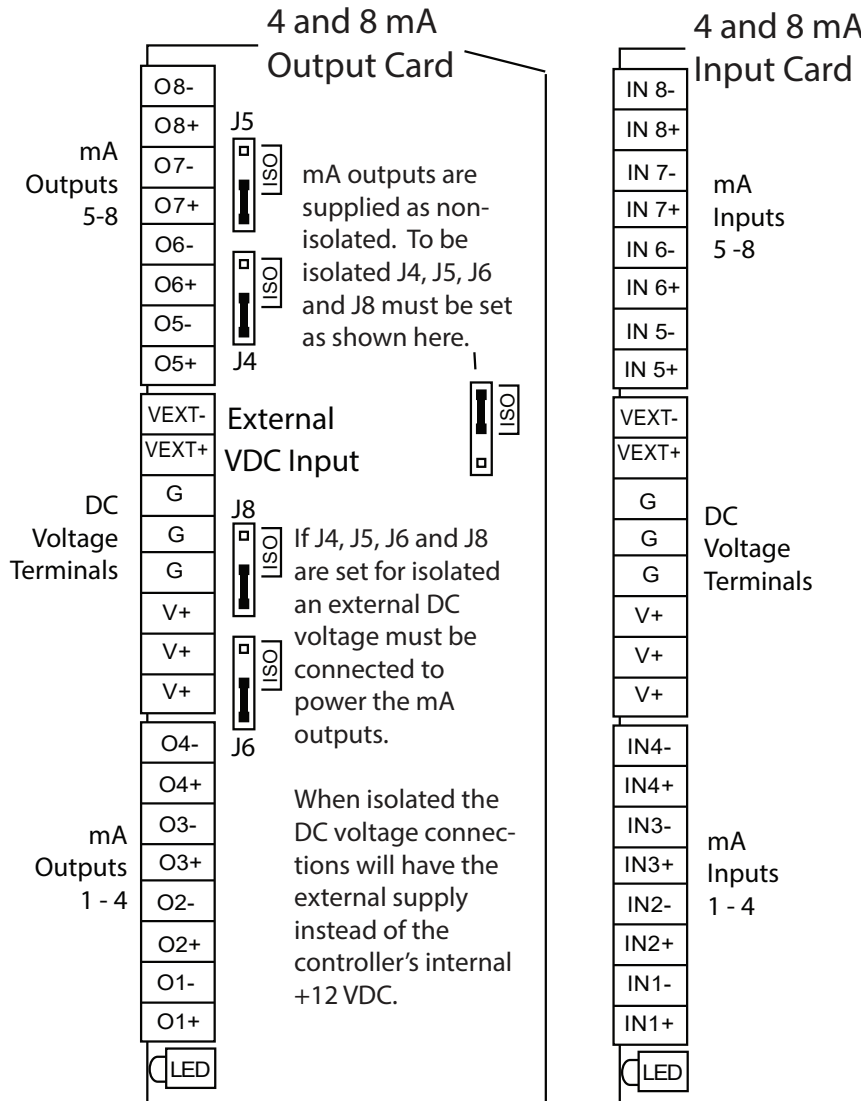 4 and 8 mA
Output Card
mA
Outputs
5-8
O8-
O8+
O7-
O7+
O6-
O6+
O5-
O5+
J5
ISO
ISO
J4
mA outputs are
supplied as non-
isolated. To be
isolated J4, J5, J6
and J8 must be set
as shown here.
ISO
VEXT-
VEXT+
External
VDC Input
DC
Voltage
Terminals
G
G
G
V+
V+
V+
J8
ISO
ISO
J6
If J4, J5, J6 and J8
are set for isolated
an external DC
voltage must be
connected to
power the mA
outputs.
mA
Outputs
1 - 4
O4-
O4+
O3-
O3+
O2-
O2+
O1-
O1+
LED
When isolated the
DC voltage connec-
tions will have the
external supply
instead of the
controller's internal
+12 VDC.
4 and 8 mA
Input Card
IN 8-
IN 8+
IN 7-
IN 7+
IN 6-
IN 6+
IN 5-
IN 5+
mA
Inputs
5 -8
VEXT-
VEXT+
G
G
G
V+
V+
V+
DC
Voltage
Terminals
IN4-
IN4+
IN3-
IN3+
IN2-
IN2+
IN1-
IN1+
mA
Inputs
1 - 4
LED